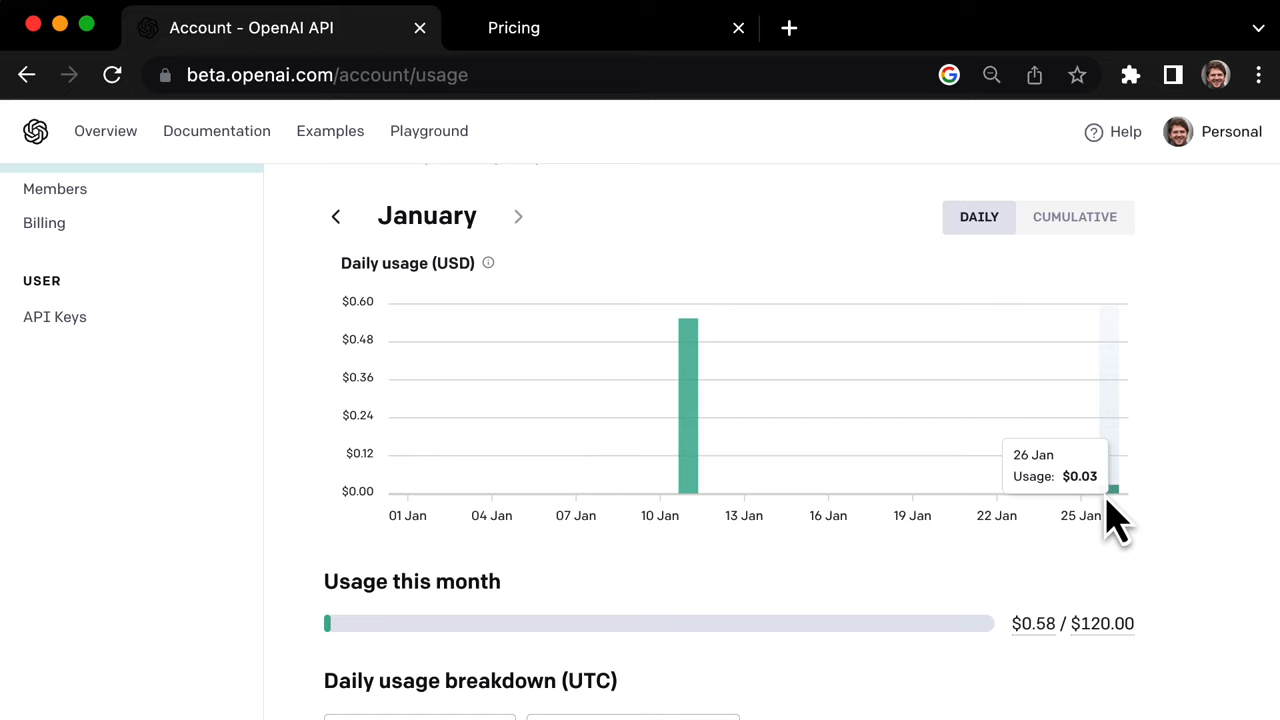 Account - OpenAI API
Pricing
beta.openai.com/account/usage
Overview Documentation Examples Playground
Help Personal
Members
Billing
USER
API Keys
January
DAILY CUMULATIVE
Daily usage (USD)
$0.60
$0.48
$0.36
$0.24
$0.12
$0.00
26 Jan
Usage: $0.03
01 Jan 04 Jan 07 Jan 10 Jan 13 Jan 16 Jan 19 Jan 22 Jan 25 Jan
Usage this month
$0.58 / $120.00
Daily usage breakdown (UTC)